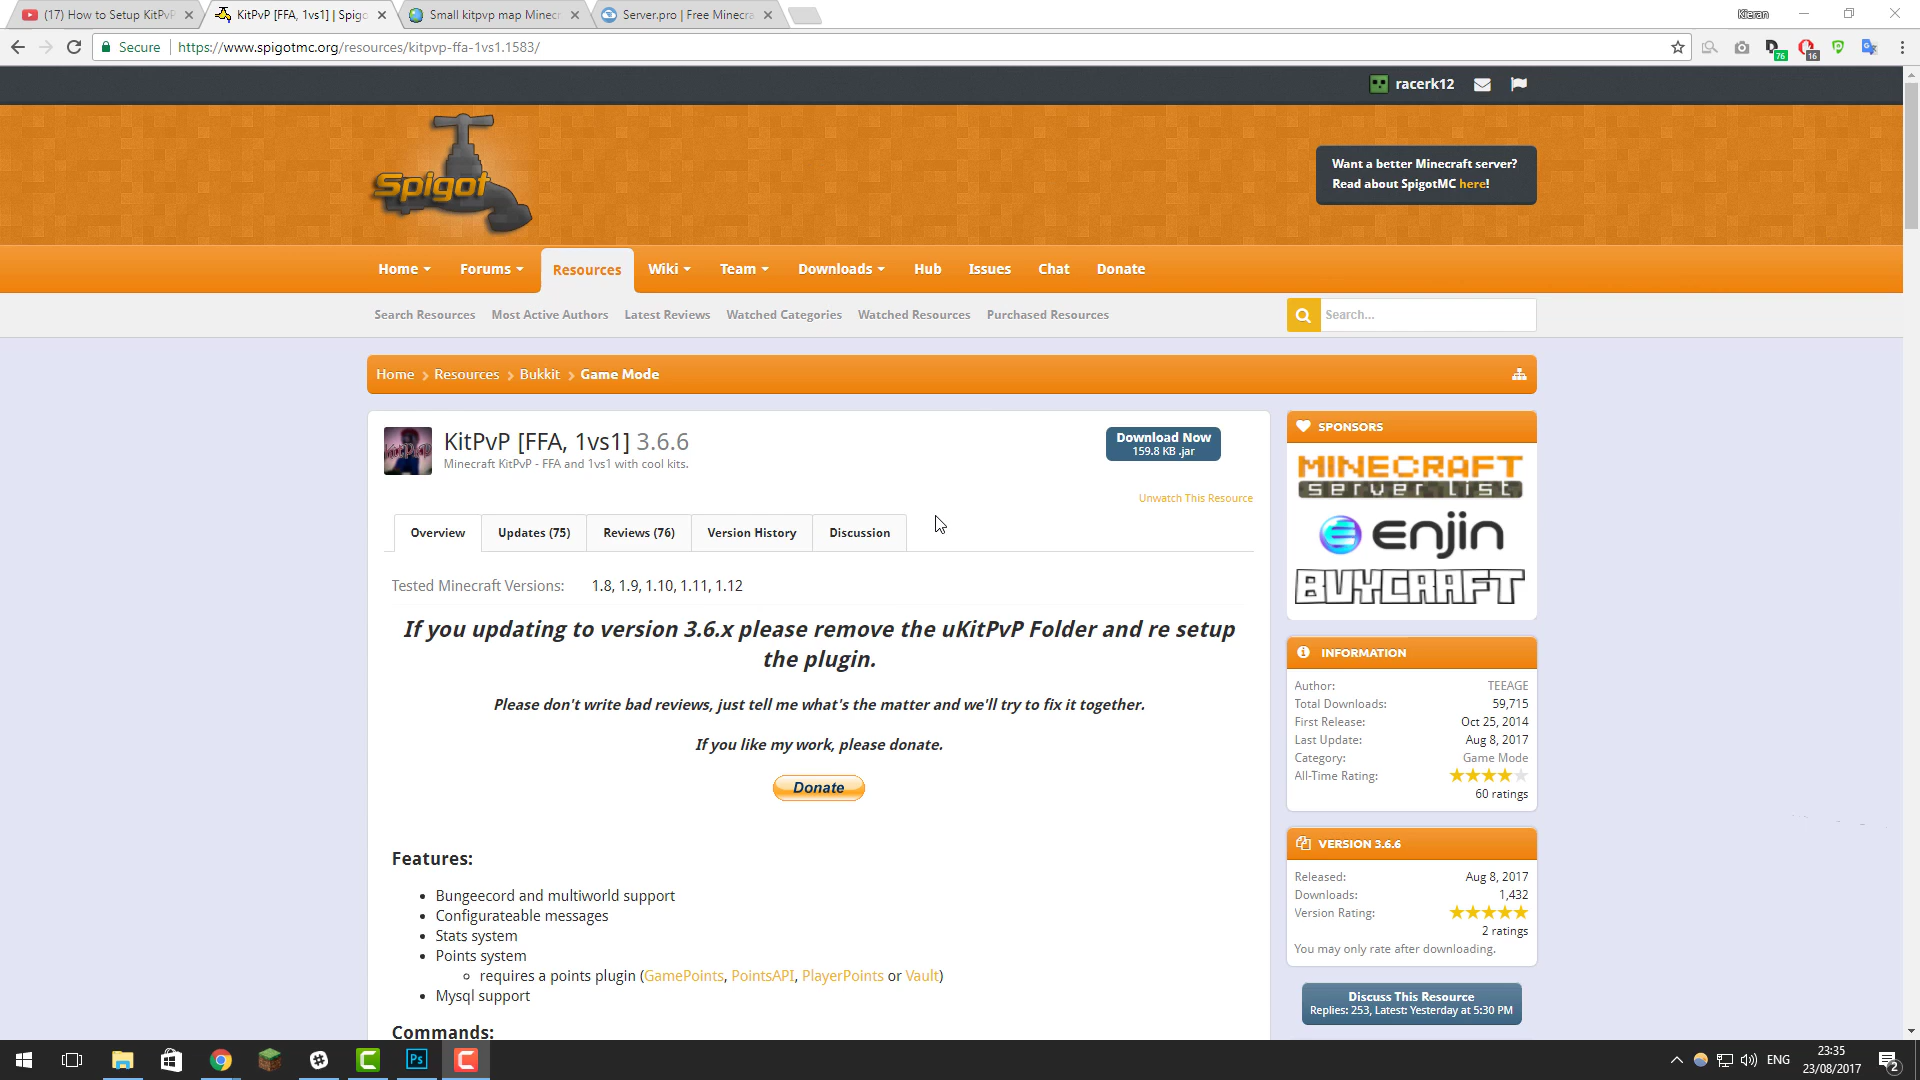 (17) How to Setup KitPvP
KitPvP [FFA, 1vs1] | Spigo
Small kitpvp map Minecr
Server.pro | Free Minecra
Kieran
Secure
https://www.spigotmc.org/resources/kitpvp-ffa-1vs1.1583/
76
16
racerk12
Spigot
Want a better Minecraft server?
Read about SpigotMC here!
Home Forums Resources Wiki Team Downloads Hub Issues Chat Donate
Search Resources Most Active Authors Latest Reviews Watched Categories Watched Resources Purchased Resources
Search...
Home Resources Bukkit Game Mode
KitPvP [FFA, 1vs1] 3.6.6
Minecraft KitPvP - FFA and 1vs1 with cool kits.
Download Now
159.8 KB .jar
Unwatch This Resource
Overview Updates (75) Reviews (76) Version History Discussion
Tested Minecraft Versions: 1.8, 1.9, 1.10, 1.11, 1.12
If you updating to version 3.6.x please remove the uKitPvP Folder and re setup
the plugin.
Please don't write bad reviews, just tell me what's the matter and we'll try to fix it together.
If you like my work, please donate.
Donate
Features:
Bungeecord and multiworld support
Configurateable messages
Stats system
Points system
requires a points plugin (GamePoints, PointsAPI, PlayerPoints or Vault)
Mysql support
Commands:
SPONSORS
MINECRAFT
SERVER LIST
enjin
BUYCRAFT
INFORMATION
Author: TEEAGE
Total Downloads: 59,715
First Release: Oct 25, 2014
Last Update: Aug 8, 2017
Category: Game Mode
All-Time Rating:
60 ratings
VERSION 3.6.6
Released: Aug 8, 2017
Downloads: 1,432
Version Rating:
2 ratings
You may only rate after downloading.
Discuss This Resource
Replies: 253, Latest: Yesterday at 5:30 PM
Ps
ENG
23:35
23/08/2017
2